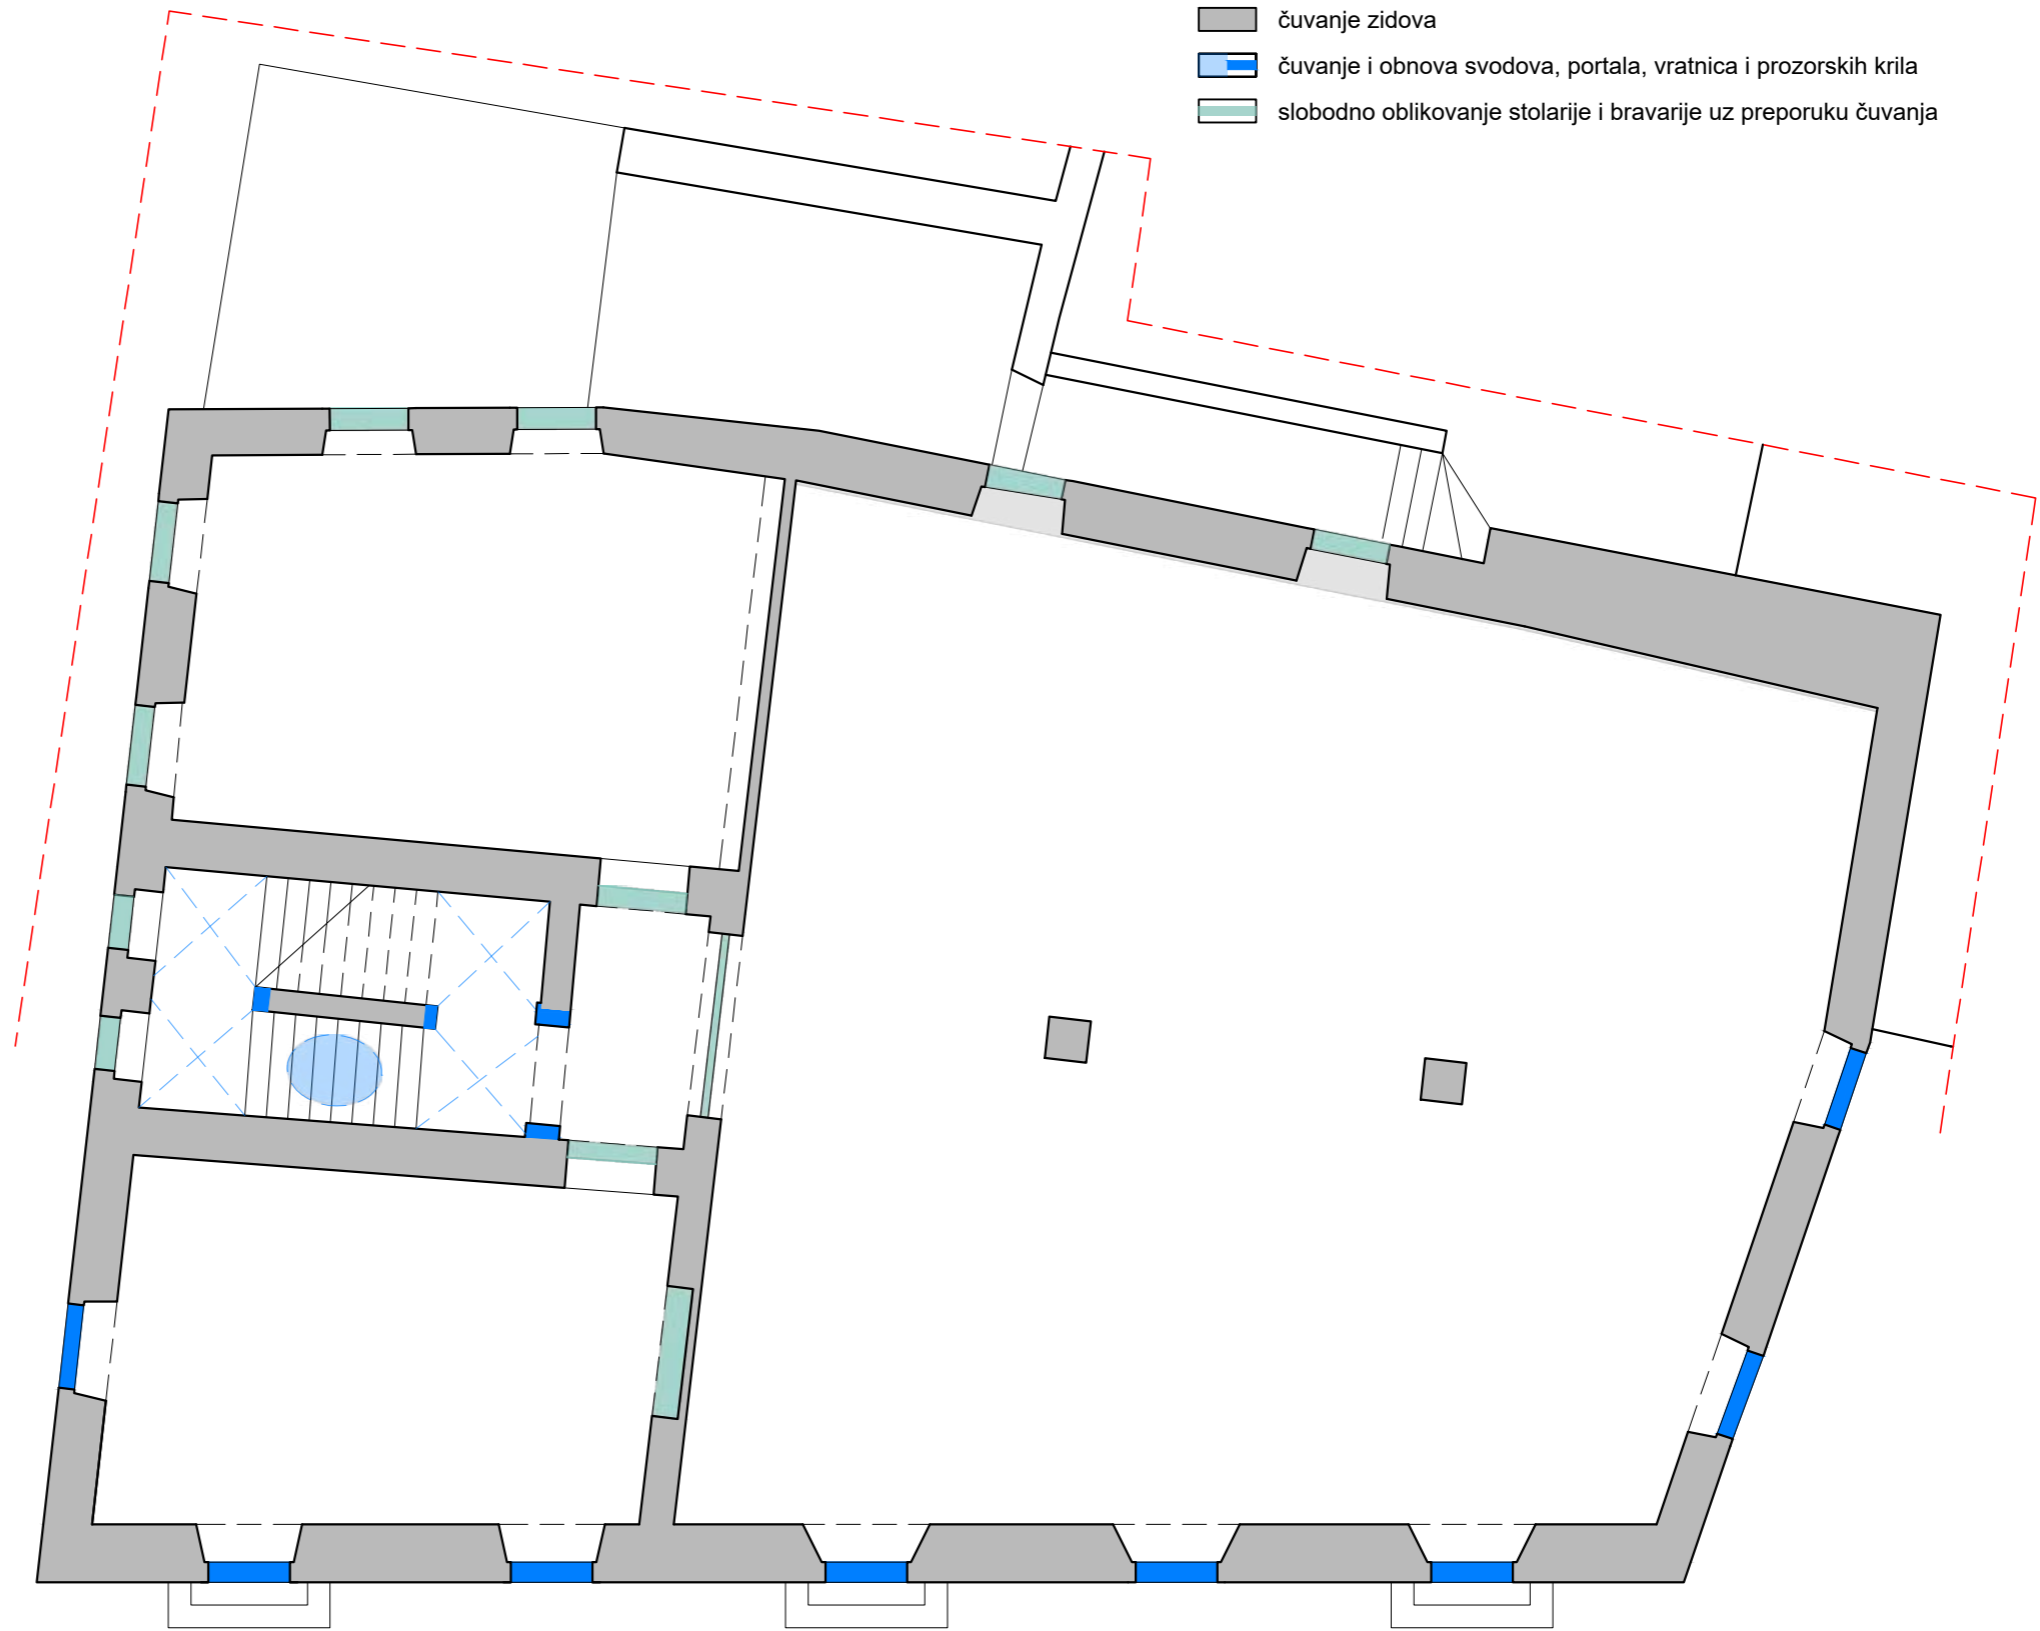 čuvanje zidova
čuvanje i obnova svodova, portala, vratnica i prozorskih krila
slobodno oblikovanje stolarije i bravarije uz preporuku čuvanja